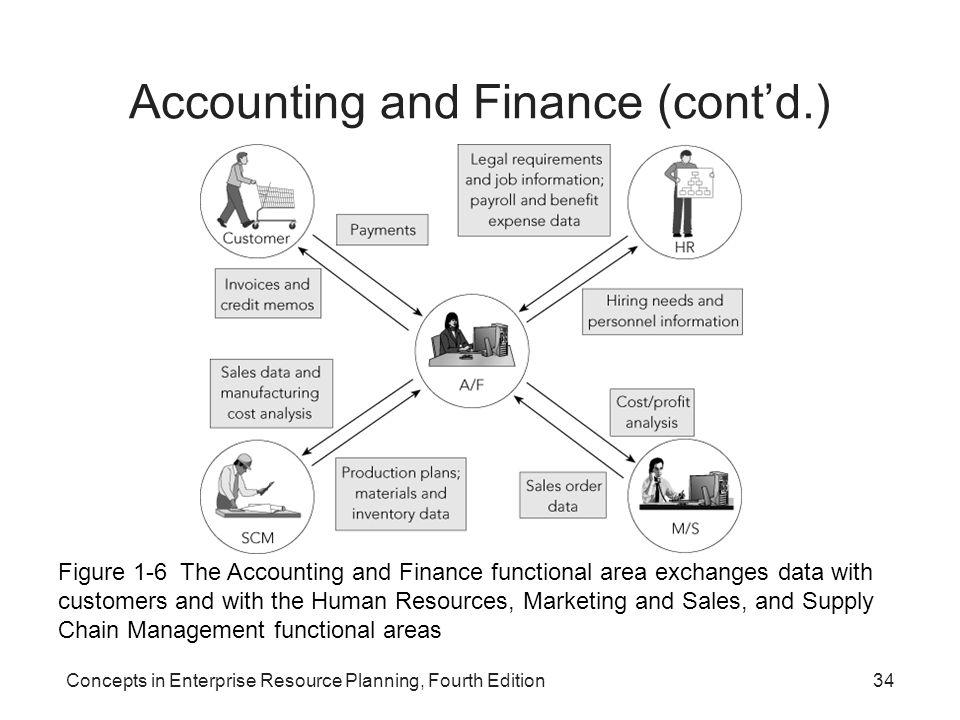 Accounting and Finance (cont’d.)
Customer
Payments
Legal requirements
and job information;
payroll and benefit
expense data
HR
Invoices and
credit memos
Hiring needs and
personnel information
A/F
Sales data and
manufacturing
cost analysis
Cost/profit
analysis
SCM
Production plans;
materials and
inventory data
Sales order
data
M/S
Figure 1-6  The Accounting and Finance functional area exchanges data with
customers and with the Human Resources, Marketing and Sales, and Supply
Chain Management functional areas
Concepts in Enterprise Resource Planning, Fourth Edition
34